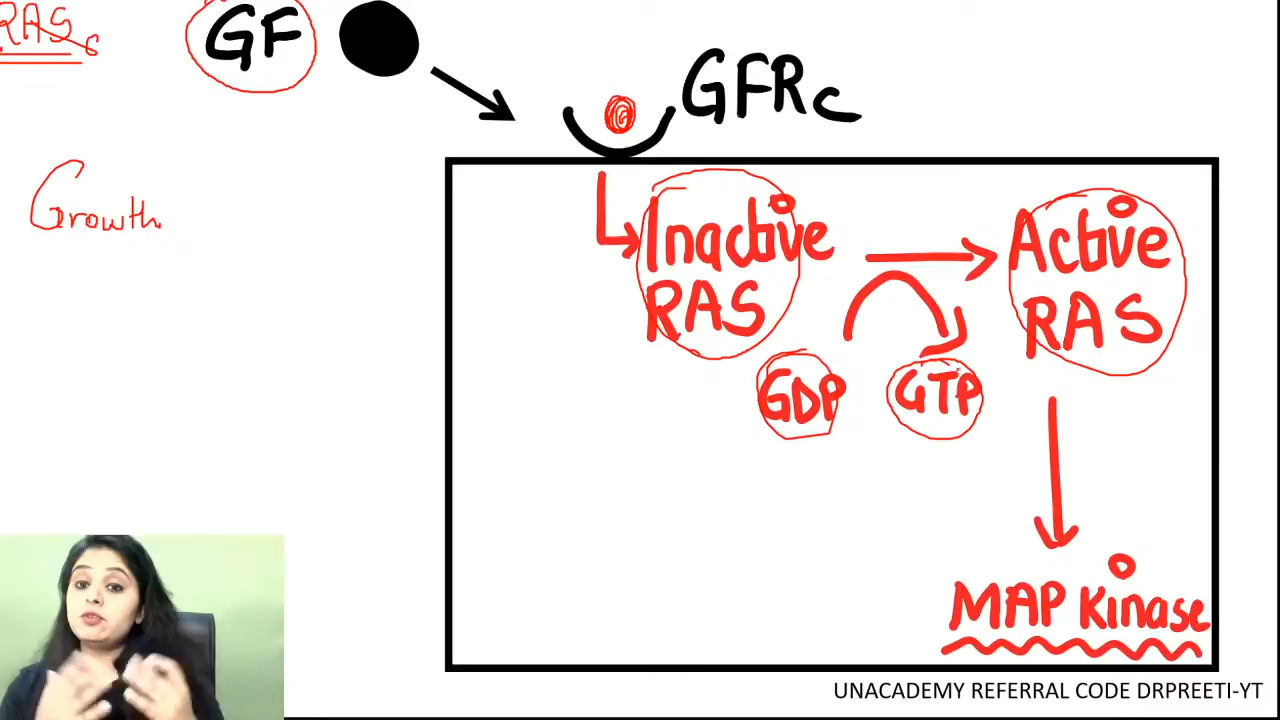 RAS
GF
GFRc
Growth
Inactive
RAS
Active
RAS
GDP
GTP
MAP Kinase
UNACADEMY REFERRAL CODE DRPREETI-YT